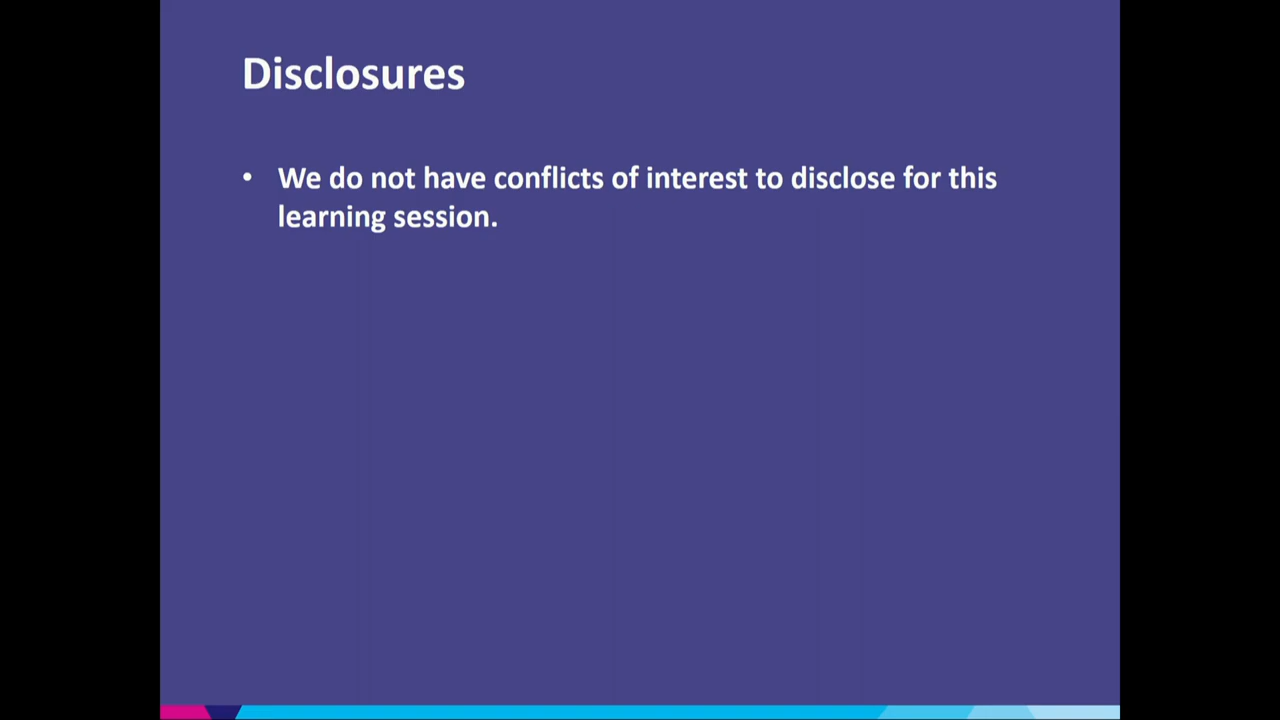 Disclosures
• We do not have conflicts of interest to disclose for this
learning session.